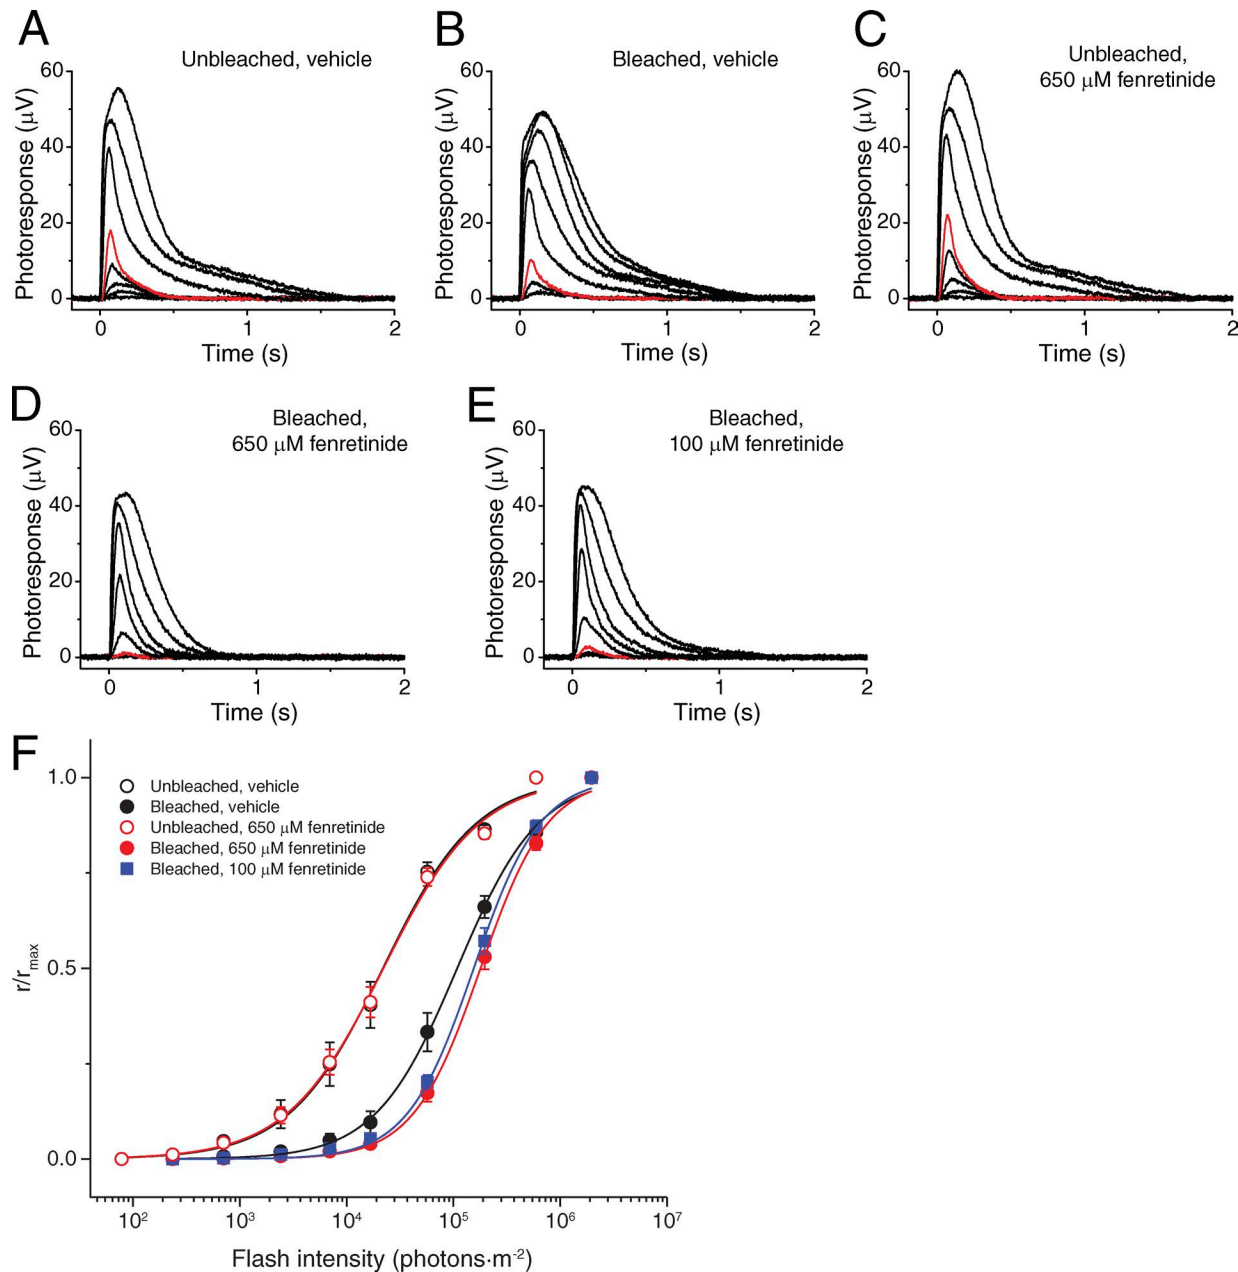 A
Unbleached, vehicle
60
40
20
0
Photoresponse (μV)
0
1
2
Time (s)
B
Bleached, vehicle
60
40
20
0
Photoresponse (μV)
0
1
2
Time (s)
C
Unbleached,
650 μM fenretinide
60
40
20
0
Photoresponse (μV)
0
1
2
Time (s)
D
Bleached,
650 μM fenretinide
60
40
20
0
Photoresponse (μV)
0
1
2
Time (s)
E
Bleached,
100 μM fenretinide
60
40
20
0
Photoresponse (μV)
0
1
2
Time (s)
F
Unbleached, vehicle
Bleached, vehicle
Unbleached, 650 μM fenretinide
Bleached, 650 μM fenretinide
Bleached, 100 μM fenretinide
1.0
0.5
0.0
r/rmax
10²
10³
10⁴
10⁵
10⁶
10⁷
Flash intensity (photons·m⁻²)